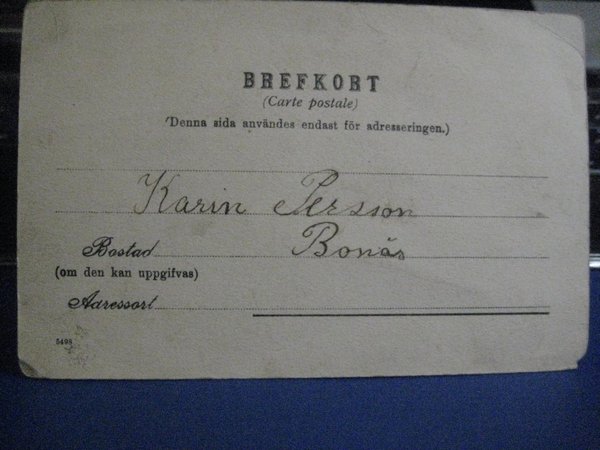 BREFKORT
(Carte postale)
(Denna sida användes endast för adresseringen.)
Karin Persson
Bostad Bonäs
(om den kan uppgifvas)
Adressort
5498